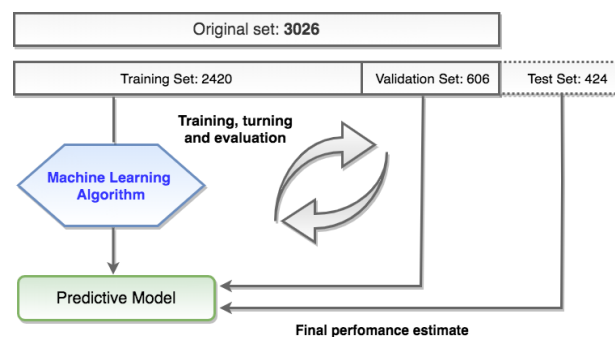 Original set: 3026
Training Set: 2420
Validation Set: 606
Test Set: 424
Training, turning
and evaluation
Machine Learning
Algorithm
Predictive Model
Final perfomance estimate